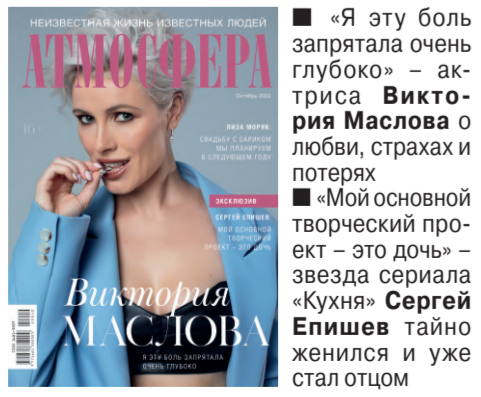 НЕИЗВЕСТНАЯ ЖИЗНЬ ИЗВЕСТНЫХ ЛЮДЕЙ
АТМОСФЕРА
Октябрь 2022
16+
ЛИЗА МОРЯК:
СВАДЬБУ С САРИКОМ
МЫ ПЛАНИРУЕМ
В СЛЕДУЮЩЕМ ГОДУ
ЭКСКЛЮЗИВ
СЕРГЕЙ ЕПИШЕВ:
МОЙ ОСНОВНОЙ
ТВОРЧЕСКИЙ
ПРОЕКТ – ЭТО ДОЧЬ
Виктория
МАСЛОВА
Я ЭТУ БОЛЬ ЗАПРЯТАЛА
ОЧЕНЬ ГЛУБОКО
■ «Я эту боль
запрятала очень
глубоко» – ак-
триса Викто-
рия Маслова о
любви, страхах и
потерях
■ «Мой основной
творческий про-
ект – это дочь» –
звезда сериала
«Кухня» Сергей
Епишев тайно
женился и уже
стал отцом